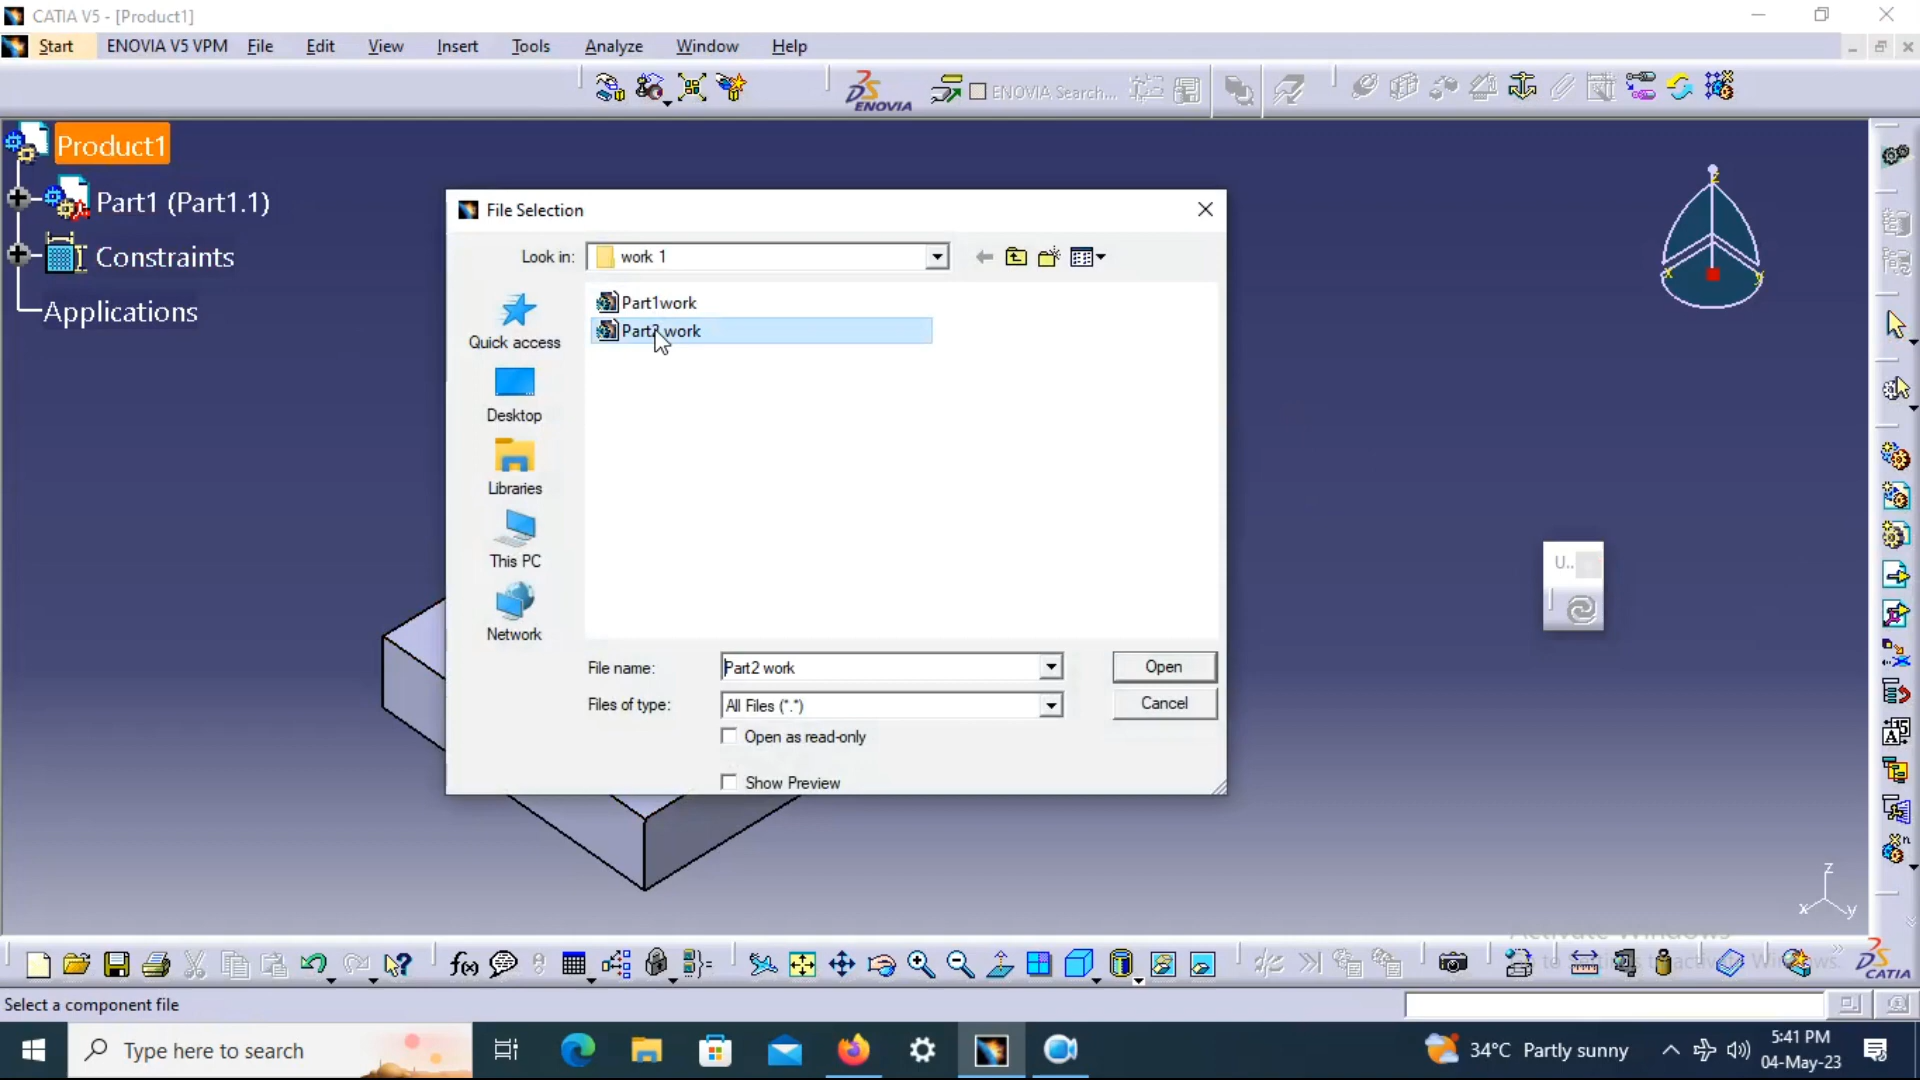 CATIA V5 - [Product1]
Start ENOVIA V5 VPM File Edit View Insert Tools Analyze Window Help
ENOVIA ENOVIA Search...
Product1
Part1 (Part1.1)
Constraints
Applications
File Selection
Look in: work 1
Part1work
Part2 work
Quick access
Desktop
Libraries
This PC
Network
File name: Part2 work Open
Files of type: All Files (*.*) Cancel
Open as read-only
Show Preview
U..
z
x y
z
x y
f(x)
CATIA
Select a component file
Type here to search
34°C Partly sunny
5:41 PM
04-May-23